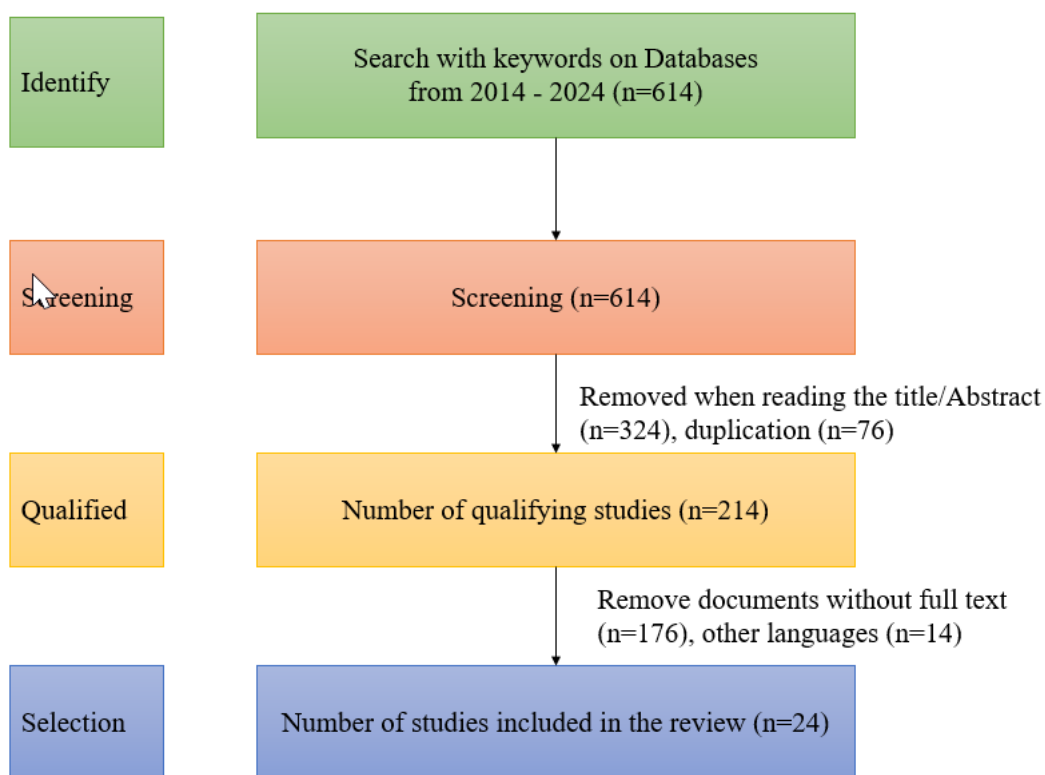 Identify
Search with keywords on Databases
from 2014 - 2024 (n=614)
Screening
Screening (n=614)
Removed when reading the title/Abstract
(n=324), duplication (n=76)
Qualified
Number of qualifying studies (n=214)
Remove documents without full text
(n=176), other languages (n=14)
Selection
Number of studies included in the review (n=24)